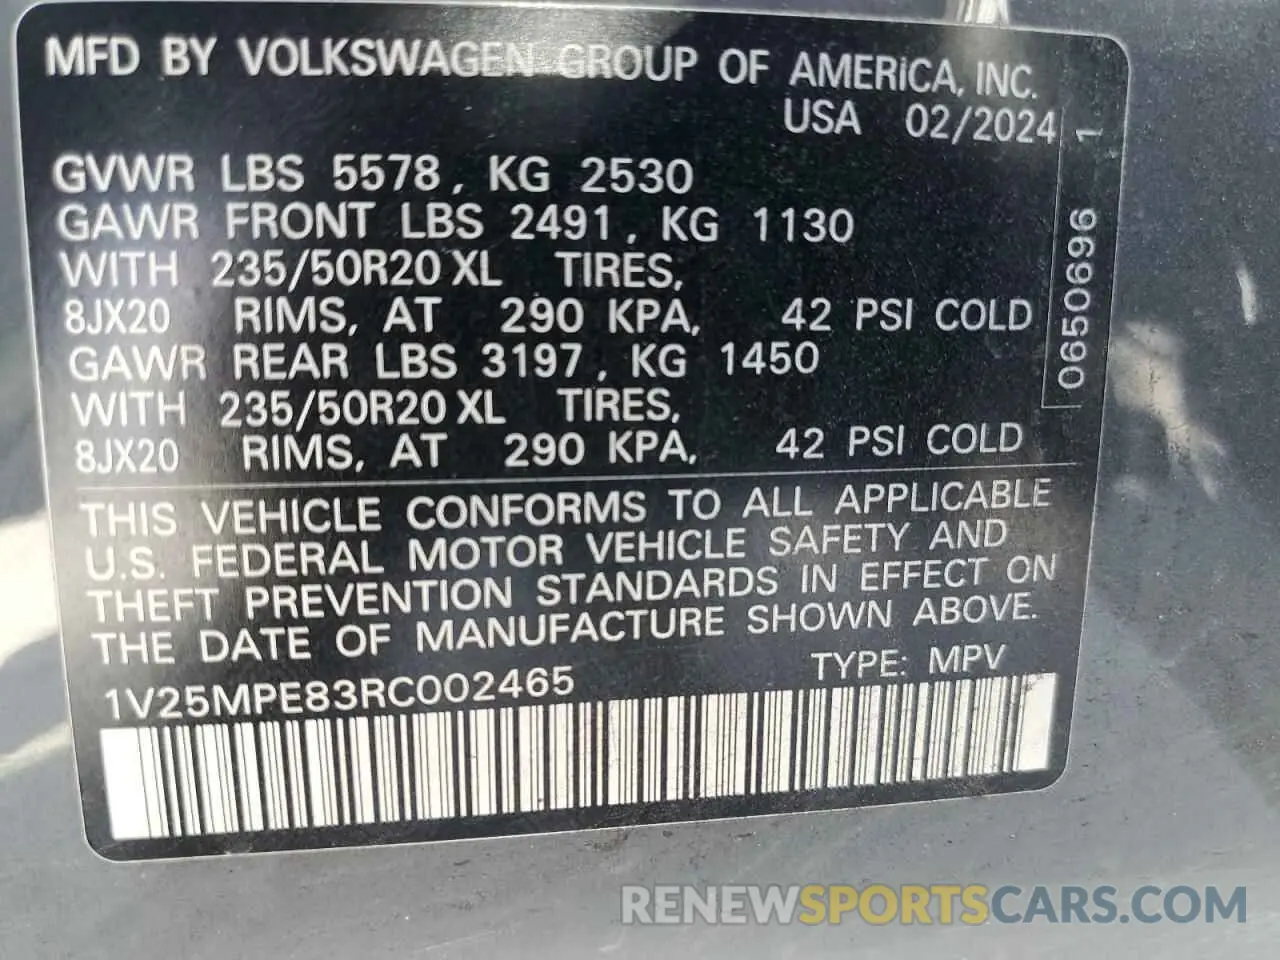 MFD BY VOLKSWAGEN GROUP OF AMERICA, INC.
USA 02/2024
GVWR LBS 5578, KG 2530
GAWR FRONT LBS 2491, KG 1130
WITH 235/50R20 XL TIRES,
8JX20 RIMS, AT 290 KPA, 42 PSI COLD
GAWR REAR LBS 3197, KG 1450
WITH 235/50R20 XL TIRES,
8JX20 RIMS, AT 290 KPA, 42 PSI COLD
0650696 1
THIS VEHICLE CONFORMS TO ALL APPLICABLE
U.S. FEDERAL MOTOR VEHICLE SAFETY AND
THEFT PREVENTION STANDARDS IN EFFECT ON
THE DATE OF MANUFACTURE SHOWN ABOVE.
1V25MPE83RC002465 TYPE: MPV
RENEWSPORTSCARS.COM